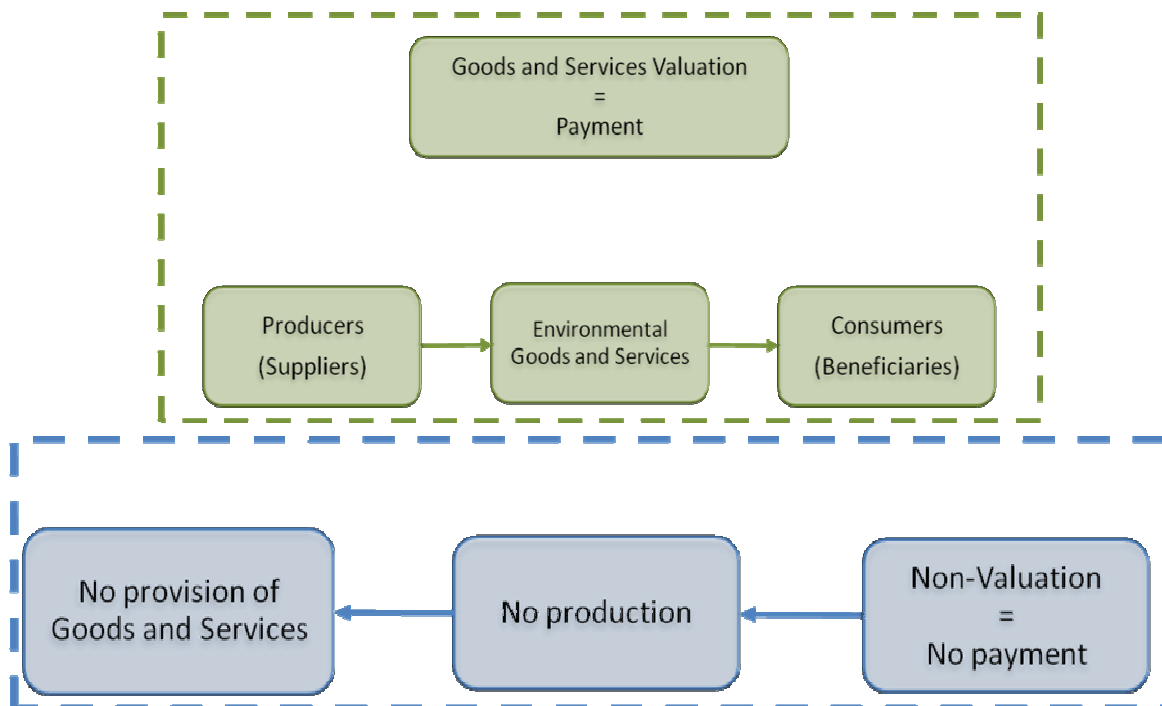 Goods and Services Valuation
=
Payment
Producers
(Suppliers)
Environmental
Goods and Services
Consumers
(Beneficiaries)
No provision of
Goods and Services
No production
Non-Valuation
=
No payment